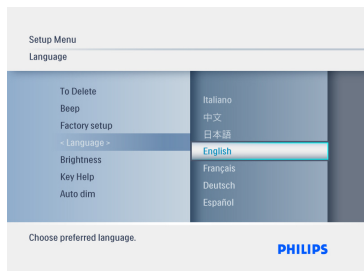 Setup Menu
Language
To Delete
Beep
Factory setup
< Language >
Brightness
Key Help
Auto dim
Italiano
中文
日本語
English
Français
Deutsch
Español
Choose preferred language.
PHILIPS